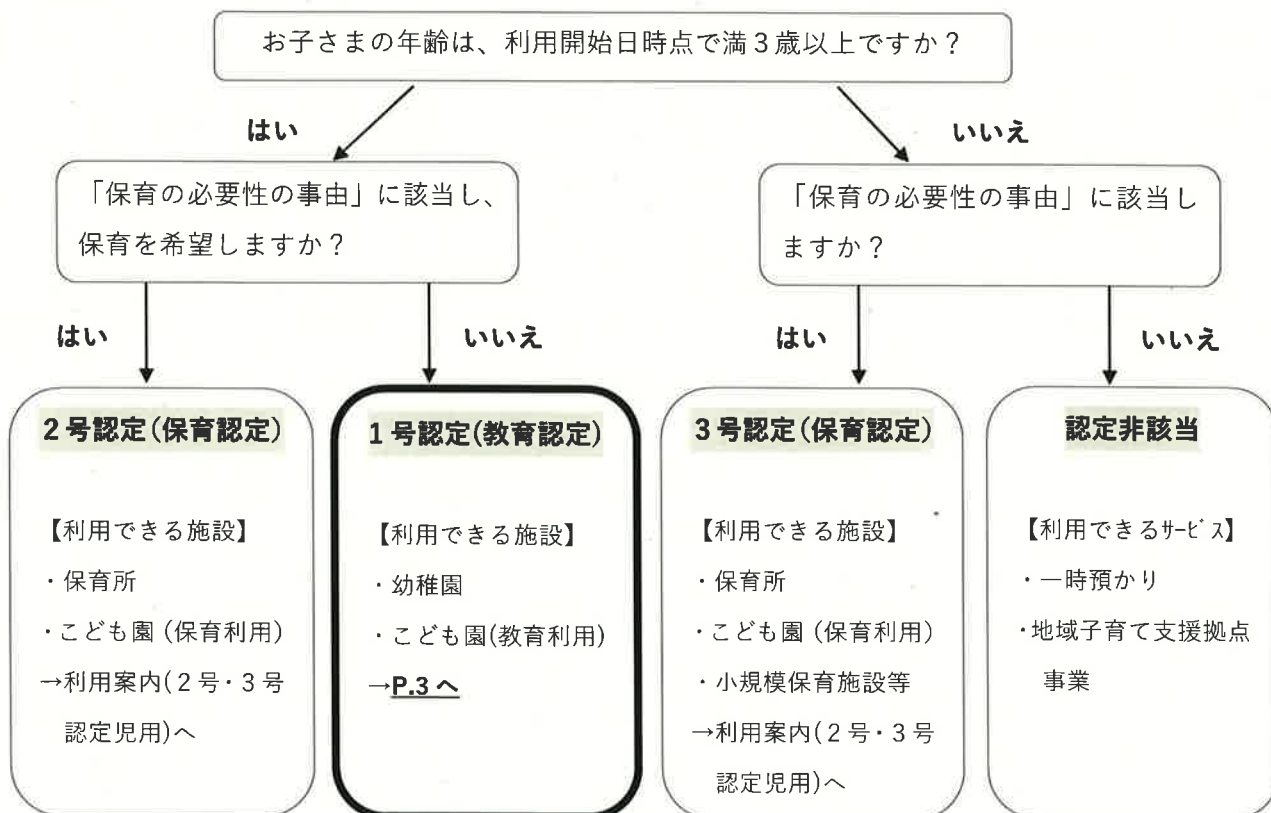 お子さまの年齢は、利用開始日時点で満３歳以上ですか？
はい
いいえ
「保育の必要性の事由」に該当し、
保育を希望しますか？
「保育の必要性の事由」に該当し
ますか？
はい
いいえ
はい
いいえ
２号認定(保育認定)
【利用できる施設】
・保育所
・こども園(保育利用)
→利用案内(２号・３号
認定児用)へ
１号認定(教育認定)
【利用できる施設】
・幼稚園
・こども園(教育利用)
→P.3へ
３号認定(保育認定)
【利用できる施設】
・保育所
・こども園(保育利用)
・小規模保育施設等
→利用案内(２号・３号
認定児用)へ
認定非該当
【利用できるｻｰﾋﾞｽ】
・一時預かり
・地域子育て支援拠点
事業